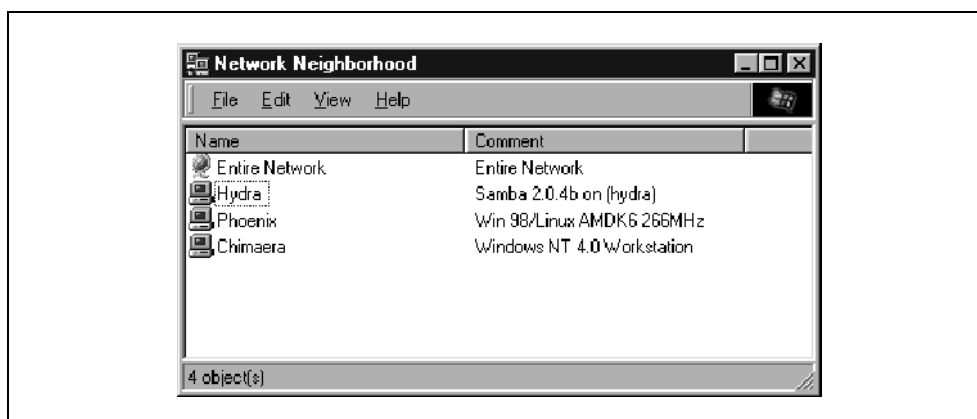 Network Neighborhood
File Edit View Help
Name Comment
Entire Network Entire Network
Hydra Samba 2.0.4b on (hydra)
Phoenix Win 98/Linux AMDK6 266MHz
Chimaera Windows NT 4.0 Workstation
4 object(s)